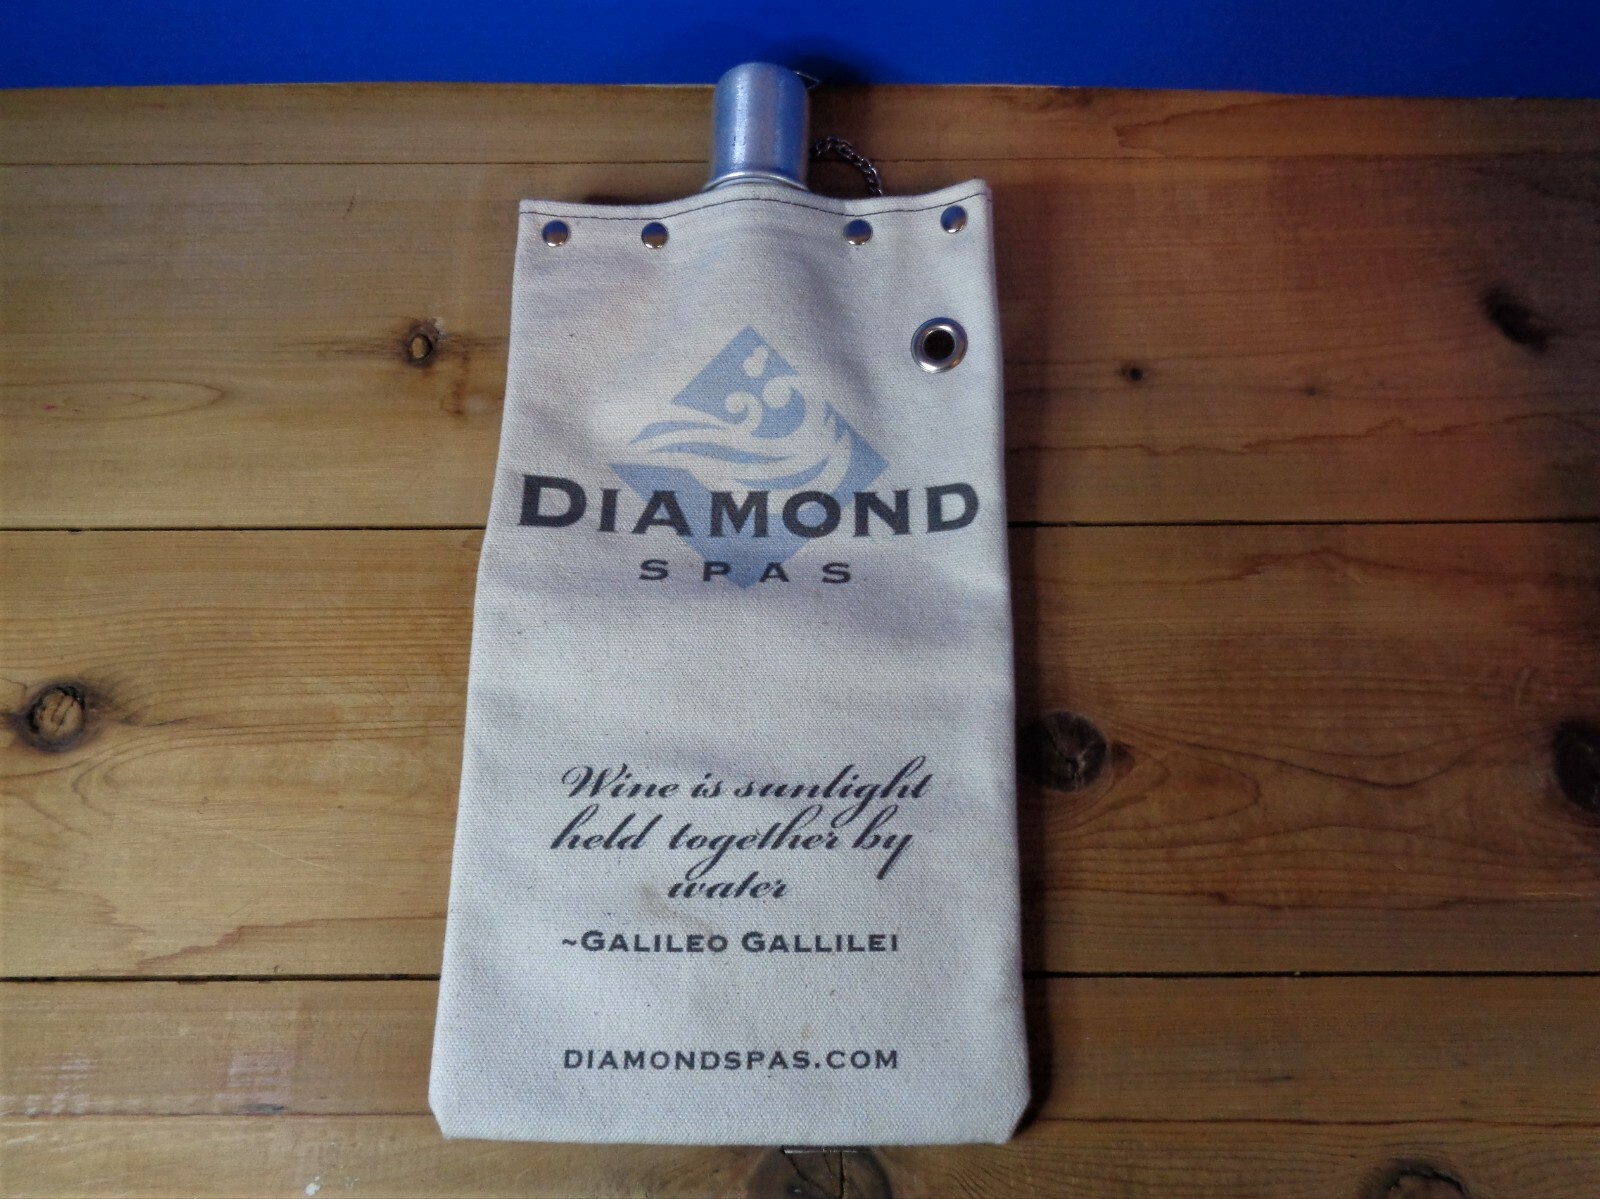 DIAMOND
SPAS
Wine is sunlight
held together by
water
~GALILEO GALLILEI
DIAMONDSPAS.COM